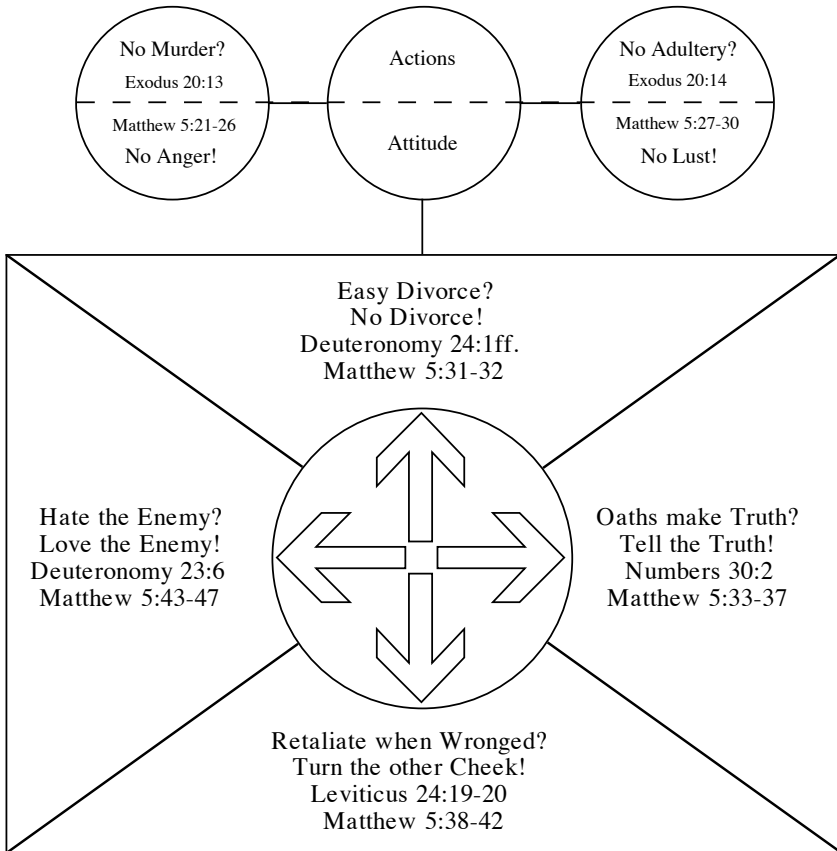 No Murder?
Exodus 20:13
Matthew 5:21-26
No Anger!
Actions
Attitude
No Adultery?
Exodus 20:14
Matthew 5:27-30
No Lust!
Easy Divorce?
No Divorce!
Deuteronomy 24:1ff.
Matthew 5:31-32
Hate the Enemy?
Love the Enemy!
Deuteronomy 23:6
Matthew 5:43-47
Oaths make Truth?
Tell the Truth!
Numbers 30:2
Matthew 5:33-37
Retaliate when Wronged?
Turn the other Cheek!
Leviticus 24:19-20
Matthew 5:38-42